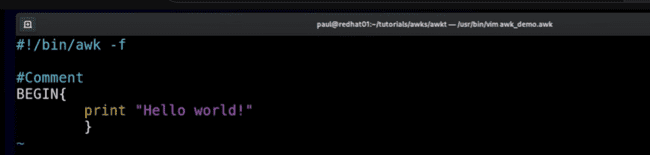 paul@redhat01:~/tutorials/awks/awkt — /usr/bin/vim awk_demo.awk
#!/bin/awk -f
#Comment
BEGIN{
print "Hello world!"
}
~